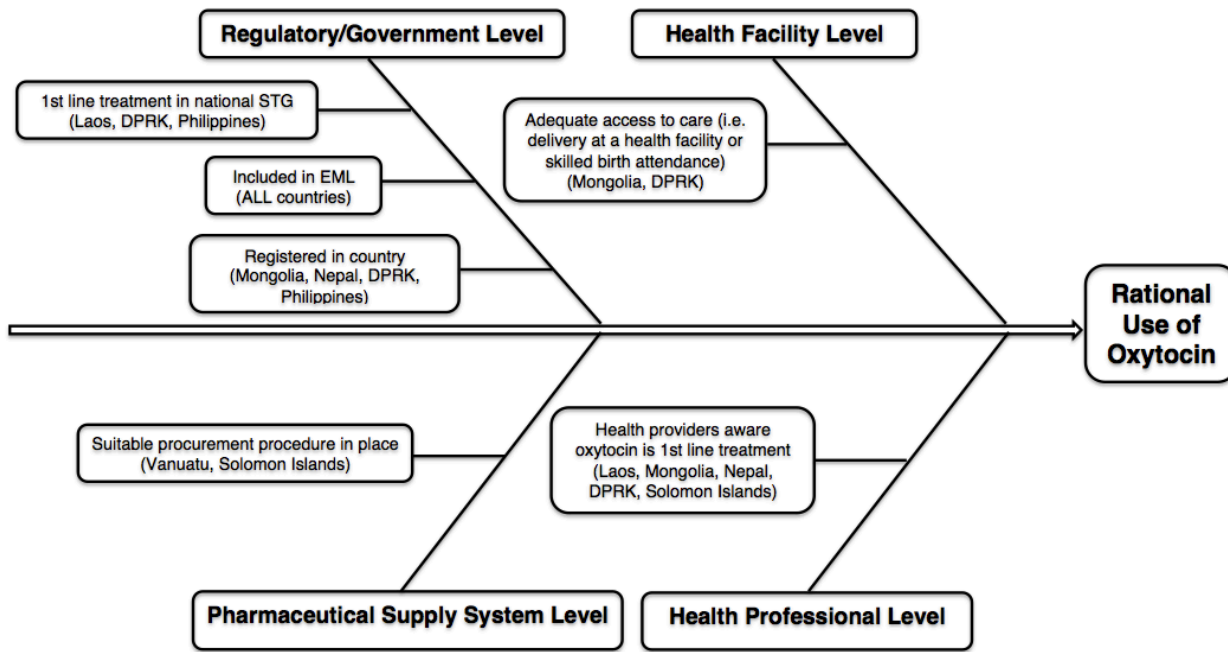 Regulatory/Government Level
Health Facility Level
1st line treatment in national STG
(Laos, DPRK, Philippines)
Adequate access to care (i.e.
delivery at a health facility or
skilled birth attendance)
(Mongolia, DPRK)
Included in EML
(ALL countries)
Registered in country
(Mongolia, Nepal, DPRK,
Philippines)
Rational
Use of
Oxytocin
Suitable procurement procedure in place
(Vanuatu, Solomon Islands)
Health providers aware
oxytocin is 1st line treatment
(Laos, Mongolia, Nepal,
DPRK, Solomon Islands)
Pharmaceutical Supply System Level
Health Professional Level